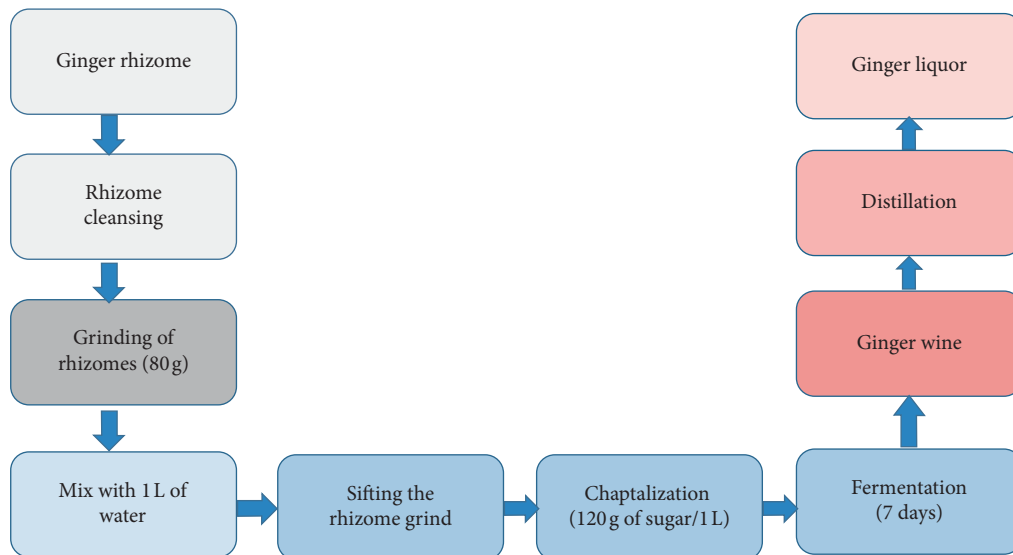 Ginger rhizome
Rhizome
cleansing
Grinding of
rhizomes (80 g)
Mix with 1 L of
water
Sifting the
rhizome grind
Chaptalization
(120 g of sugar/1 L)
Fermentation
(7 days)
Ginger wine
Distillation
Ginger liquor